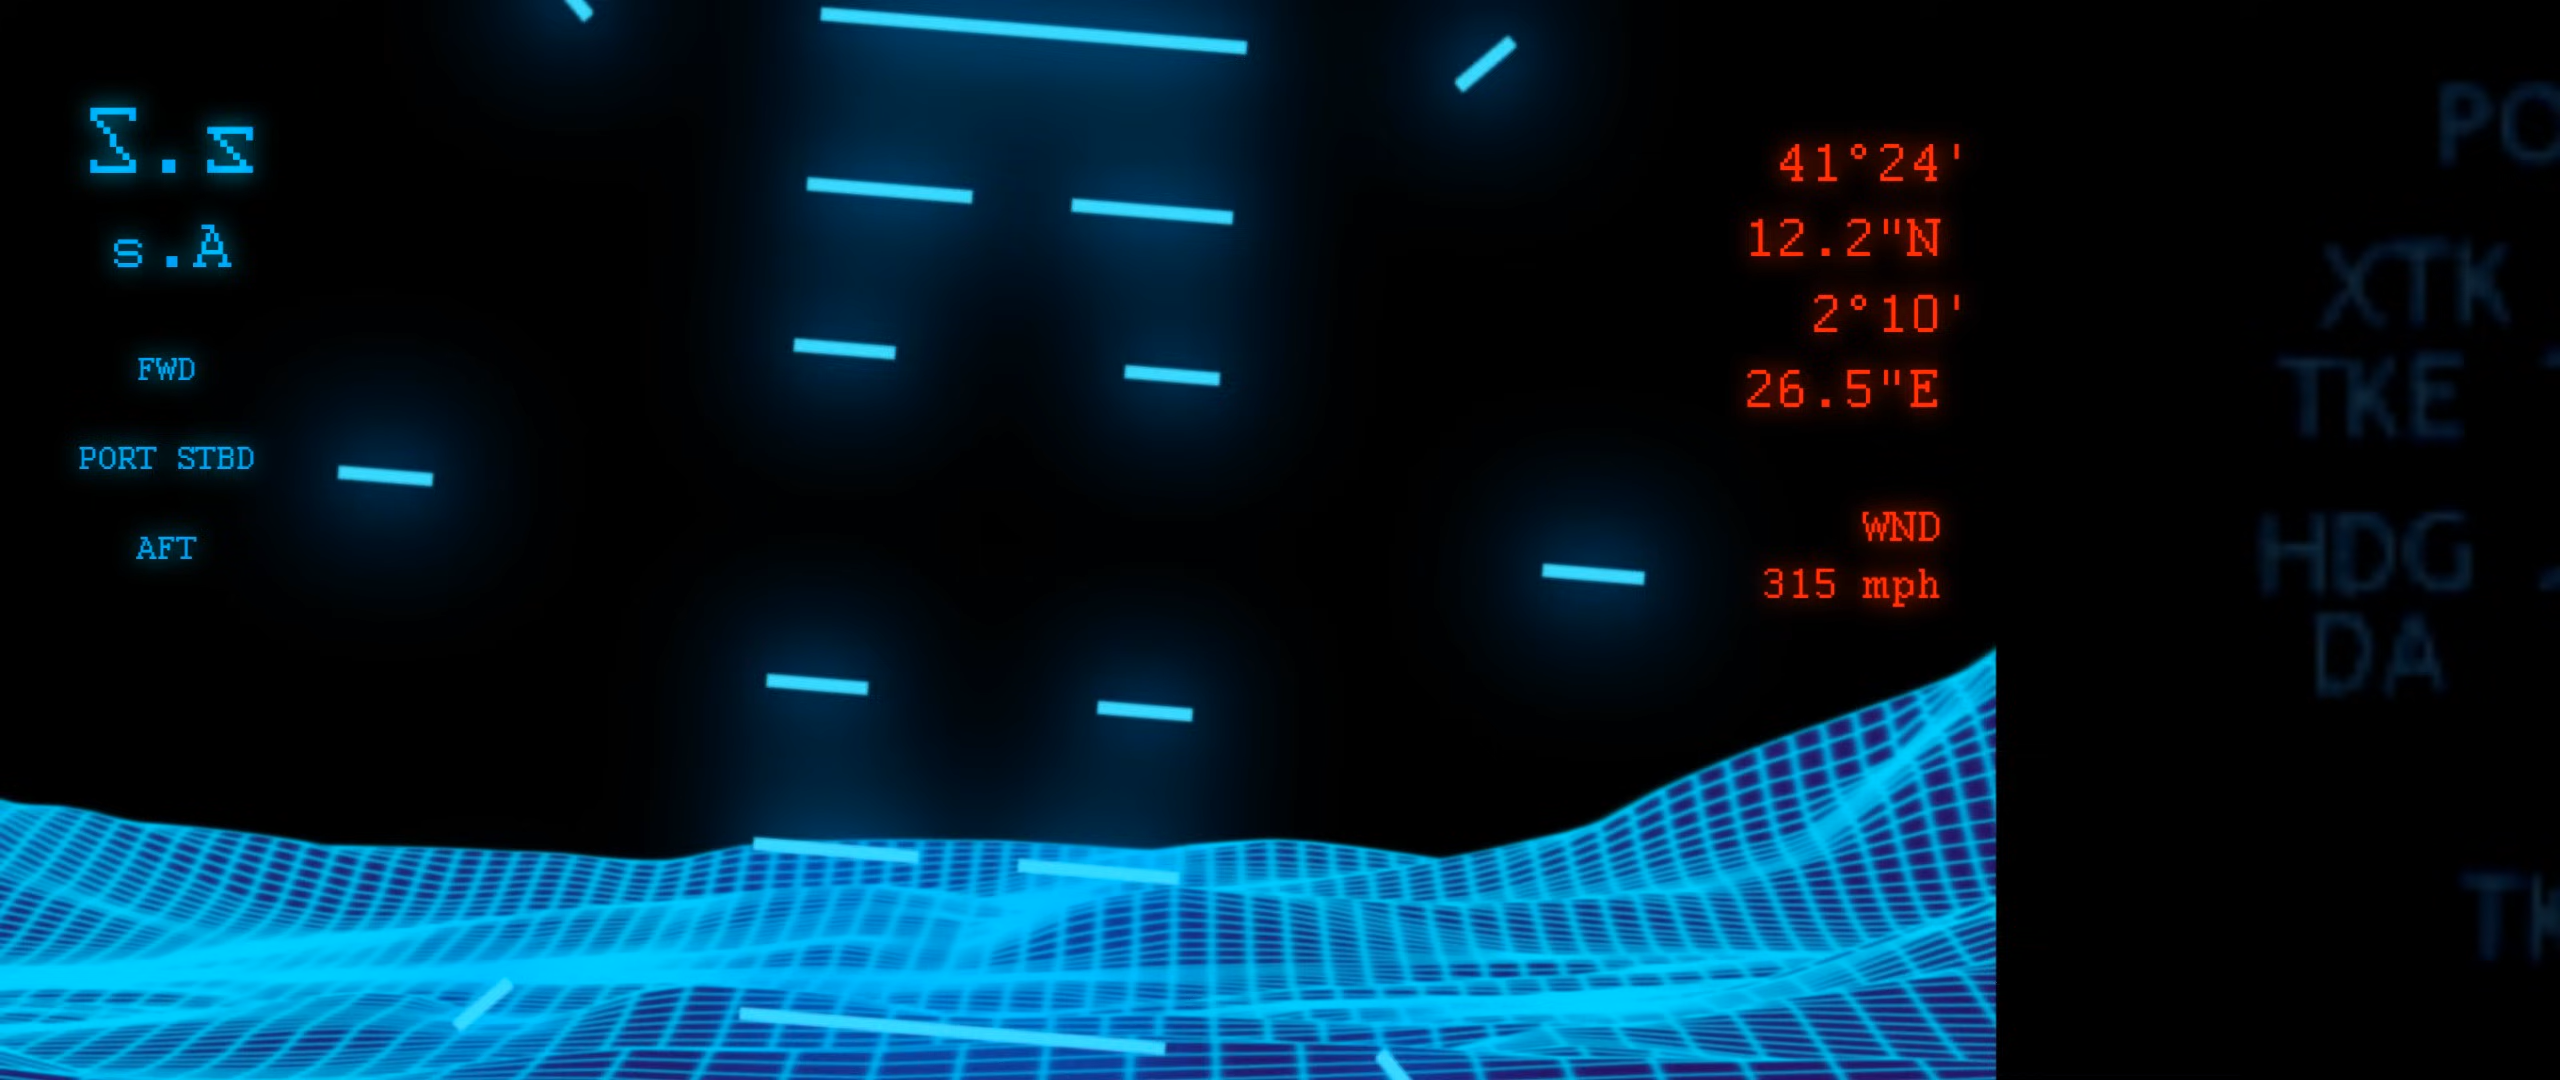 Σ.s
s.A
FWD
PORT STBD
AFT
41°24'
12.2"N
2°10'
26.5"E
WND
315 mph
XTK
TKE
HDG
DA